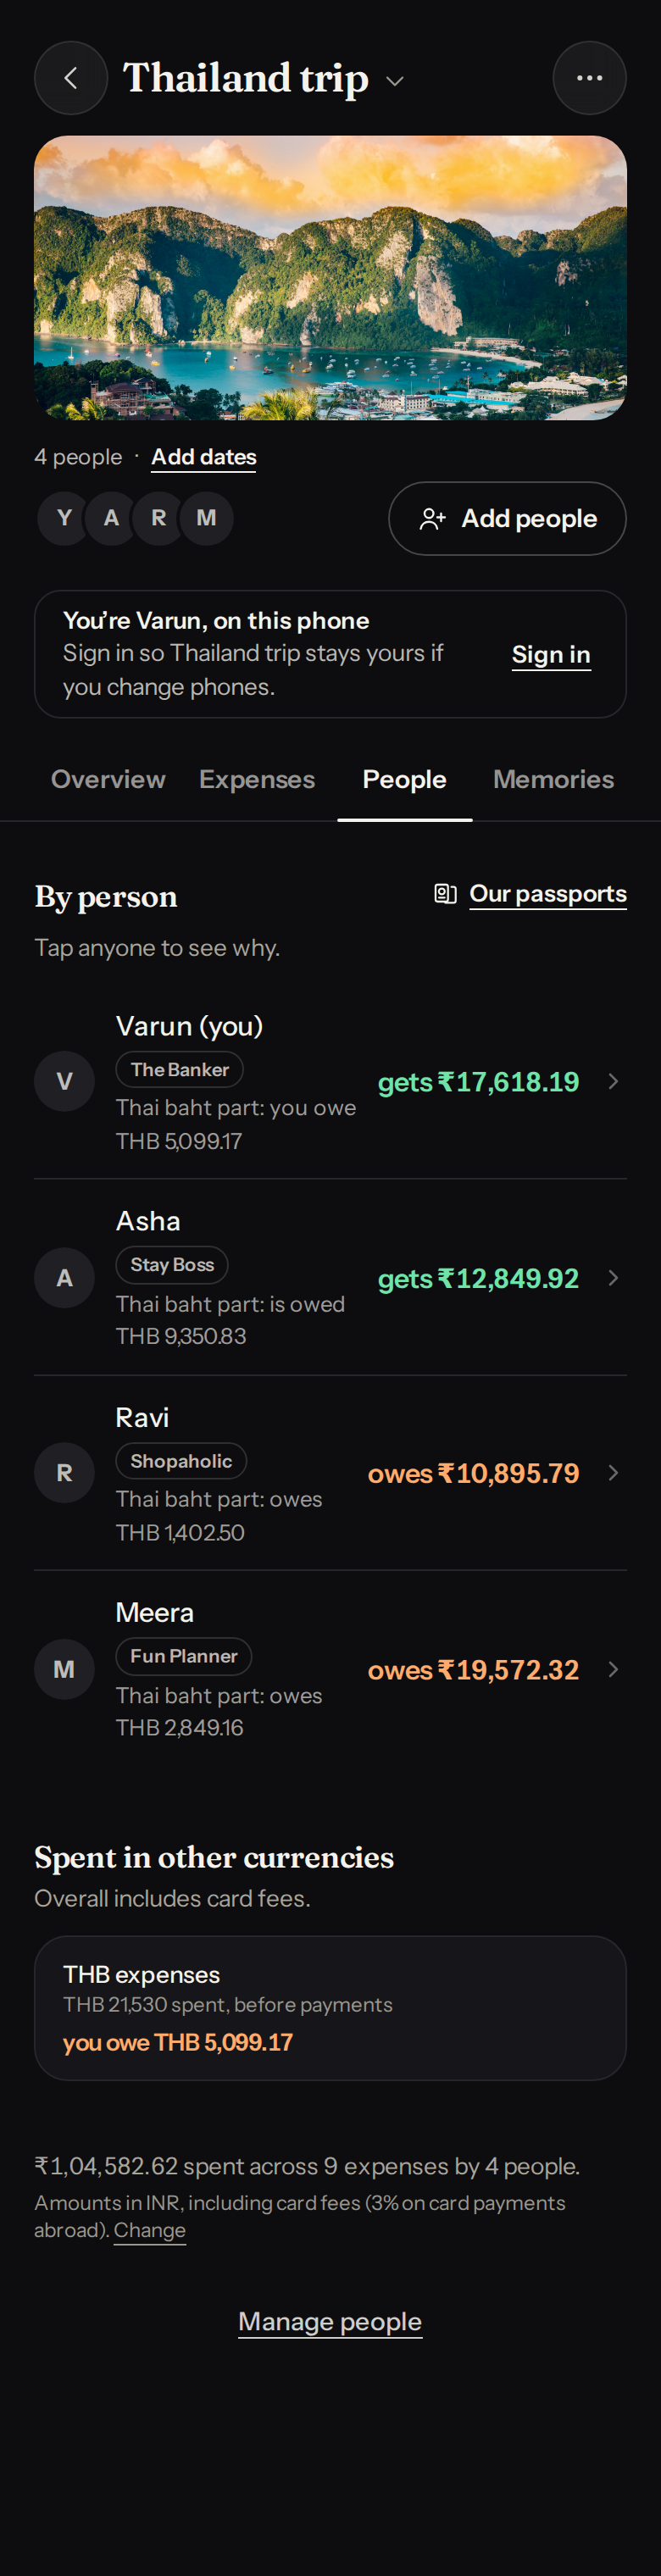 Thailand trip
4 people · Add dates
Y A R M
Add people
You’re Varun, on this phone
Sign in so Thailand trip stays yours if
you change phones.
Sign in
Overview Expenses People Memories
By person
Our passports
Tap anyone to see why.
V
Varun (you)
The Banker
Thai baht part: you owe
THB 5,099.17
gets ₹17,618.19
A
Asha
Stay Boss
Thai baht part: is owed
THB 9,350.83
gets ₹12,849.92
R
Ravi
Shopaholic
Thai baht part: owes
THB 1,402.50
owes ₹10,895.79
M
Meera
Fun Planner
Thai baht part: owes
THB 2,849.16
owes ₹19,572.32
Spent in other currencies
Overall includes card fees.
THB expenses
THB 21,530 spent, before payments
you owe THB 5,099.17
₹1,04,582.62 spent across 9 expenses by 4 people.
Amounts in INR, including card fees (3% on card payments
abroad). Change
Manage people